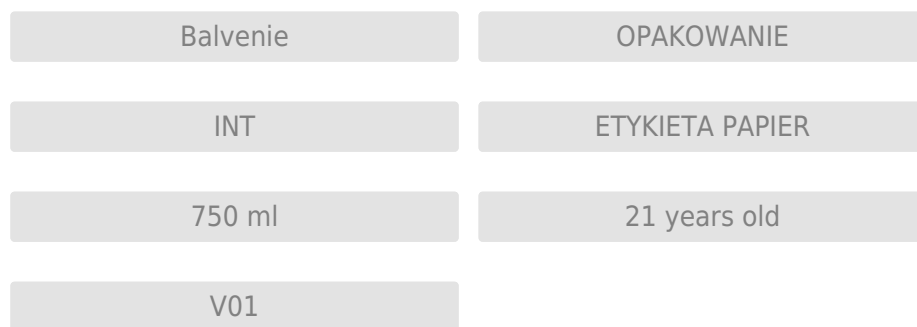 Balvenie
OPAKOWANIE
INT
ETYKIETA PAPIER
750 ml
21 years old
V01